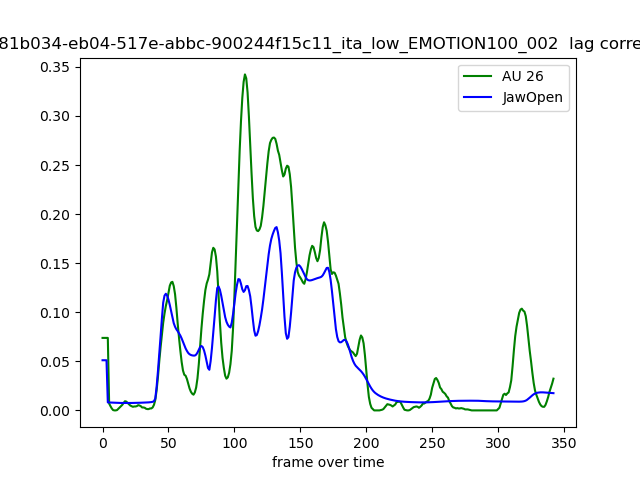 81b034-eb04-517e-abbc-900244f15c11_ita_low_EMOTION100_002 lag corre
AU 26
JawOpen
0.35
0.30
0.25
0.20
0.15
0.10
0.05
0.00
0 50 100 150 200 250 300 350
frame over time